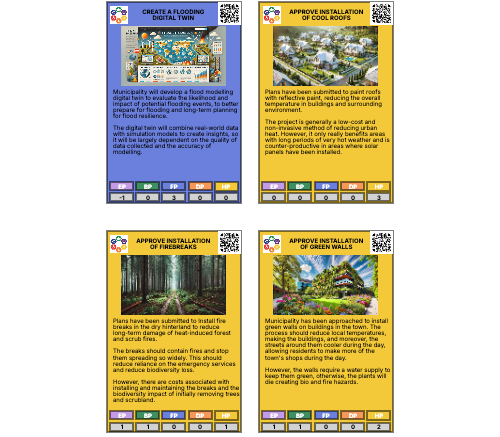 CREATE A FLOODING
DIGITAL TWIN
Municipality will develop a flood modelling
digital twin to evaluate the likelihood and
impact of potential flooding events, to better
prepare for flooding and long-term planning
for flood resilience.
The digital twin will combine real-world data
with simulation models to create insights, so
it will be largely dependent on the quality of
data collected and the accuracy of
modelling.
EP BP FP DP HP
-1 0 3 0 0
APPROVE INSTALLATION
OF COOL ROOFS
Plans have been submitted to paint roofs
with reflective paint, reducing the overall
temperature in buildings and surrounding
environment.
The project is generally a low-cost and
non-invasive method of reducing urban
heat. However, it only really benefits areas
with long periods of very hot weather and is
counter-productive in areas where solar
panels have been installed.
EP BP FP DP HP
0 0 0 0 3
APPROVE INSTALLATION
OF FIREBREAKS
Plans have been submitted to install fire
breaks in the dry hinterland to reduce
long-term damage of heat-induced forest
and scrub fires.
The breaks should contain fires and stop
them spreading so widely. This should
reduce reliance on the emergency services
and reduce biodiversity loss.
However, there are costs associated with
installing and maintaining the breaks and the
biodiversity impact of initially removing trees
and scrubland.
EP BP FP DP HP
1 1 0 0 1
APPROVE INSTALLATION
OF GREEN WALLS
Municipality has been approached to install
green walls on buildings in the town. The
process should reduce local temperatures,
making the buildings, and moreover, the
streets around them cooler during the day,
allowing residents to make more of the
town's shops during the day.
However, the walls require a water supply to
keep them green, otherwise, the plants will
die creating bio and fire hazards.
EP BP FP DP HP
1 1 0 0 2